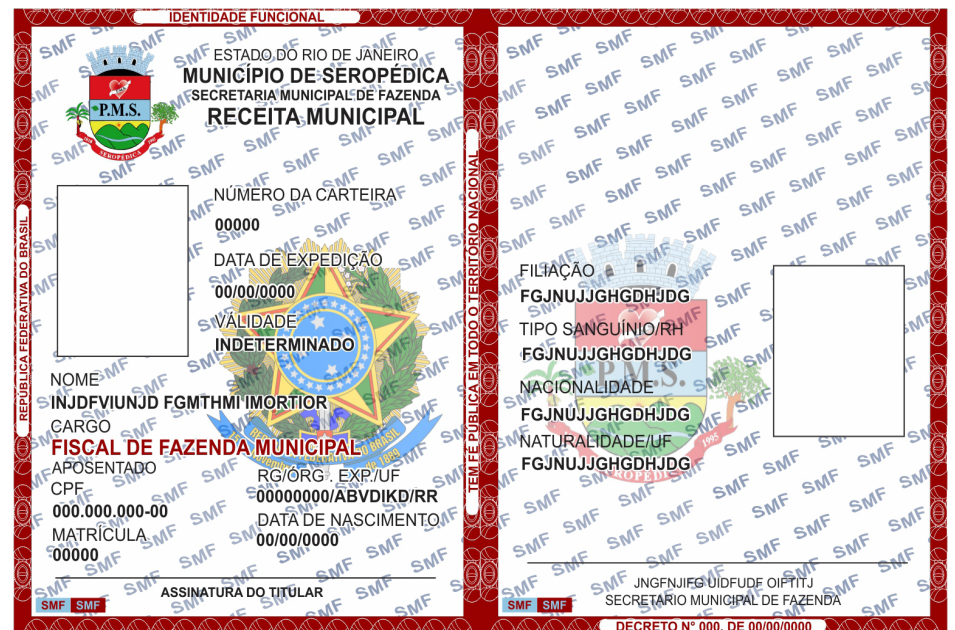 IDENTIDADE FUNCIONAL
ESTADO DO RIO DE JANEIRO
MUNICÍPIO DE SEROPÉDICA
SECRETARIA MUNICIPAL DE FAZENDA
RECEITA MUNICIPAL
P.M.S.
SEROPÉDICA
REPÚBLICA FEDERATIVA DO BRASIL
NÚMERO DA CARTEIRA
00000
DATA DE EXPEDIÇÃO
00/00/0000
VÁLIDADE
INDETERMINADO
NOME
INJDFVIUNJD FGMTHMI IMORTIOR
CARGO
FISCAL DE FAZENDA MUNICIPAL
APOSENTADO
CPF
000.000.000-00
RG/ÓRG . EXP./UF
00000000/ABVDIKD/RR
MATRÍCULA
00000
DATA DE NASCIMENTO
00/00/0000
ASSINATURA DO TITULAR
SMF SMF
TEM FÉ PÚBLICA EM TODO O TERRITÓRIO NACIONAL
FILIAÇÃO
FGJNUJJGHGDHJDG
TIPO SANGUÍNIO/RH
FGJNUJJGHGDHJDG
P.M.S.
NACIONALIDADE
FGJNUJJGHGDHJDG
NATURALIDADE/UF
FGJNUJJGHGDHJDG
SEROPÉDICA 1995
JNGFNJIFG UIDFUDF OIFTITJ
SECRETARIO MUNICIPAL DE FAZENDA
SMF SMF
DECRETO Nº 000, DE 00/00/0000